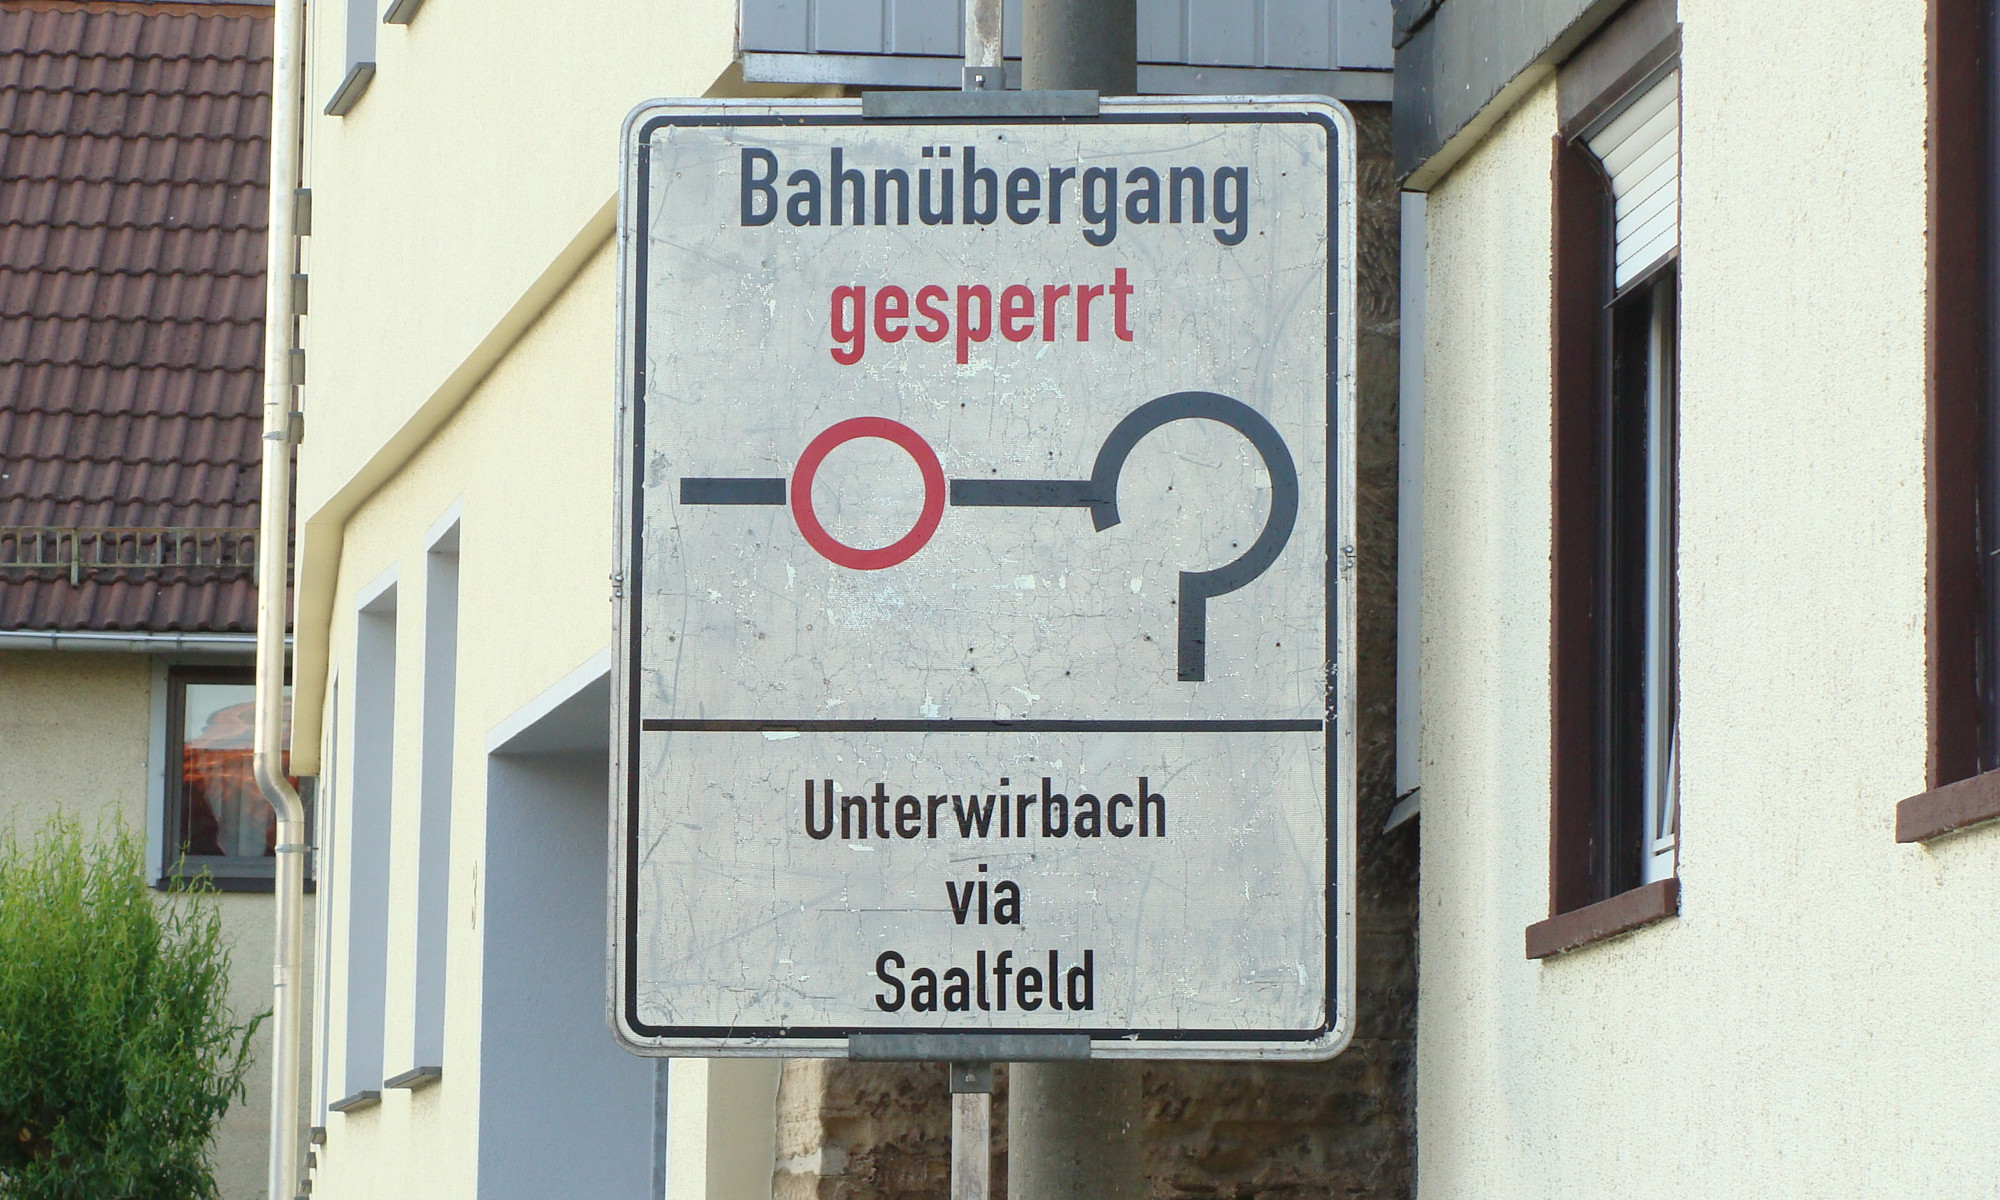 Bahnübergang
gesperrt
Unterwirbach
via
Saalfeld